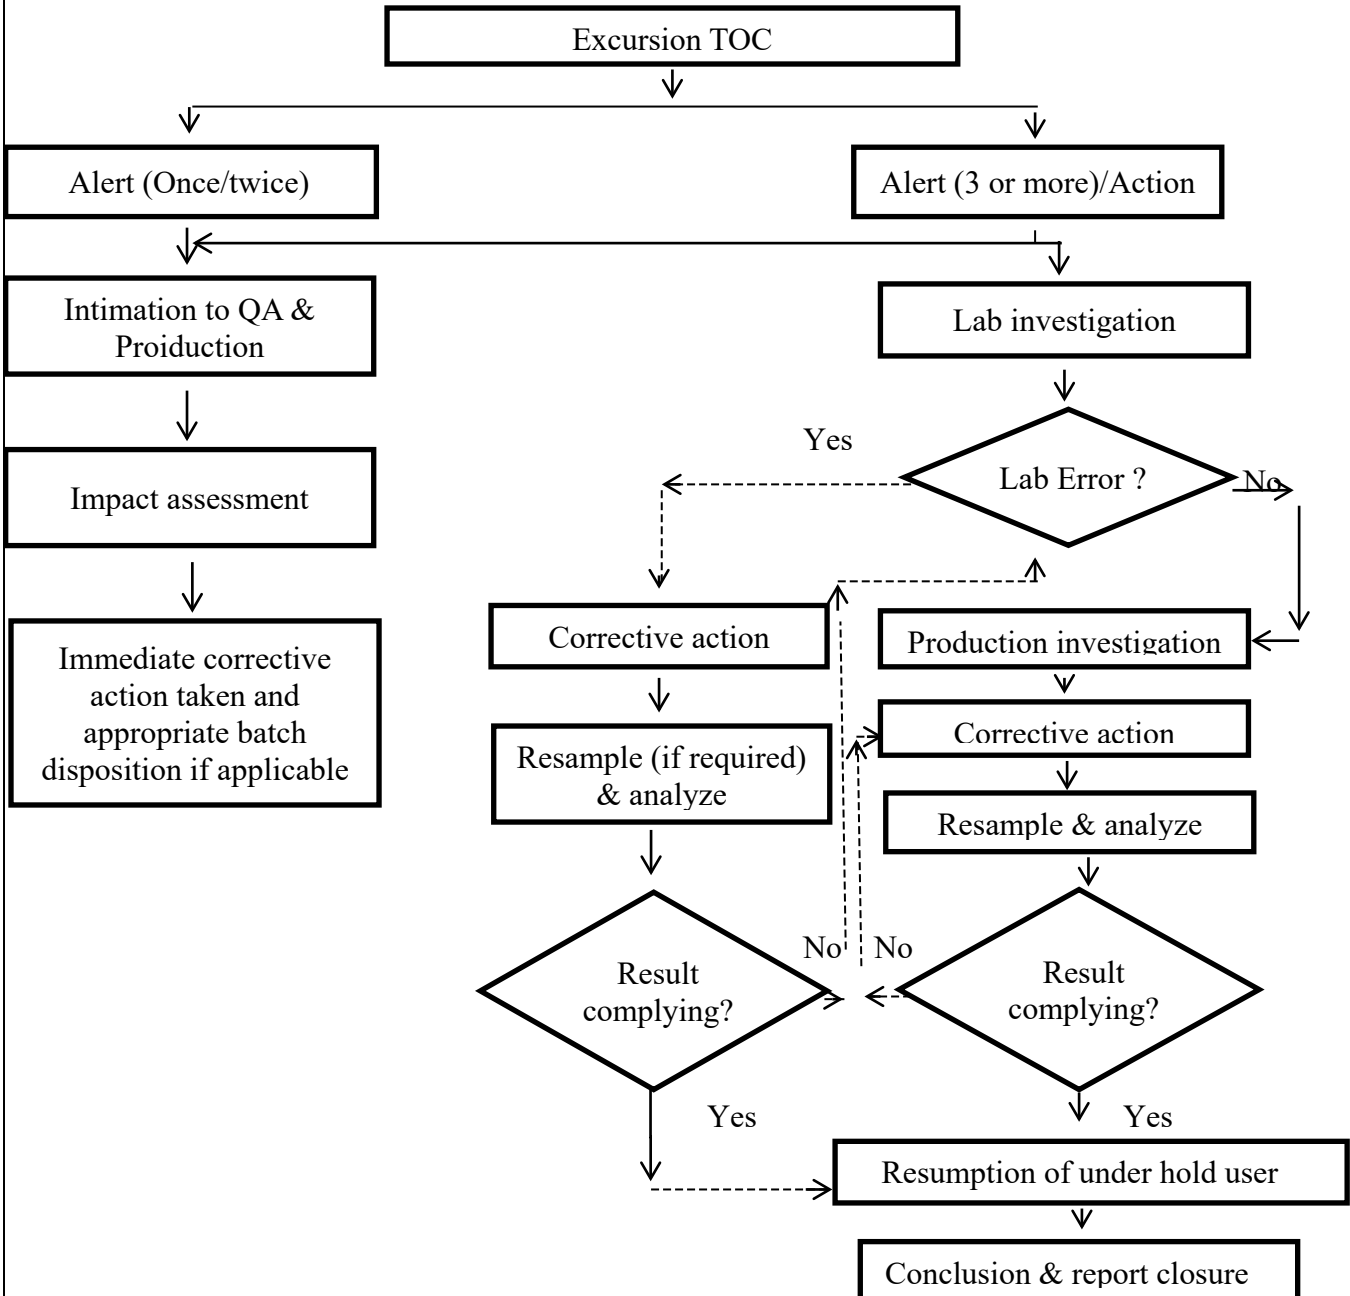 Excursion TOC
Alert (Once/twice)
Alert (3 or more)/Action
Intimation to QA &
Proiduction
Lab investigation
Yes
Lab Error ?
No
Impact assessment
Corrective action
Production investigation
Immediate corrective
action taken and
appropriate batch
disposition if applicable
Corrective action
Resample (if required)
& analyze
Resample & analyze
No
No
Result
complying?
Result
complying?
Yes
Yes
Resumption of under hold user
Conclusion & report closure